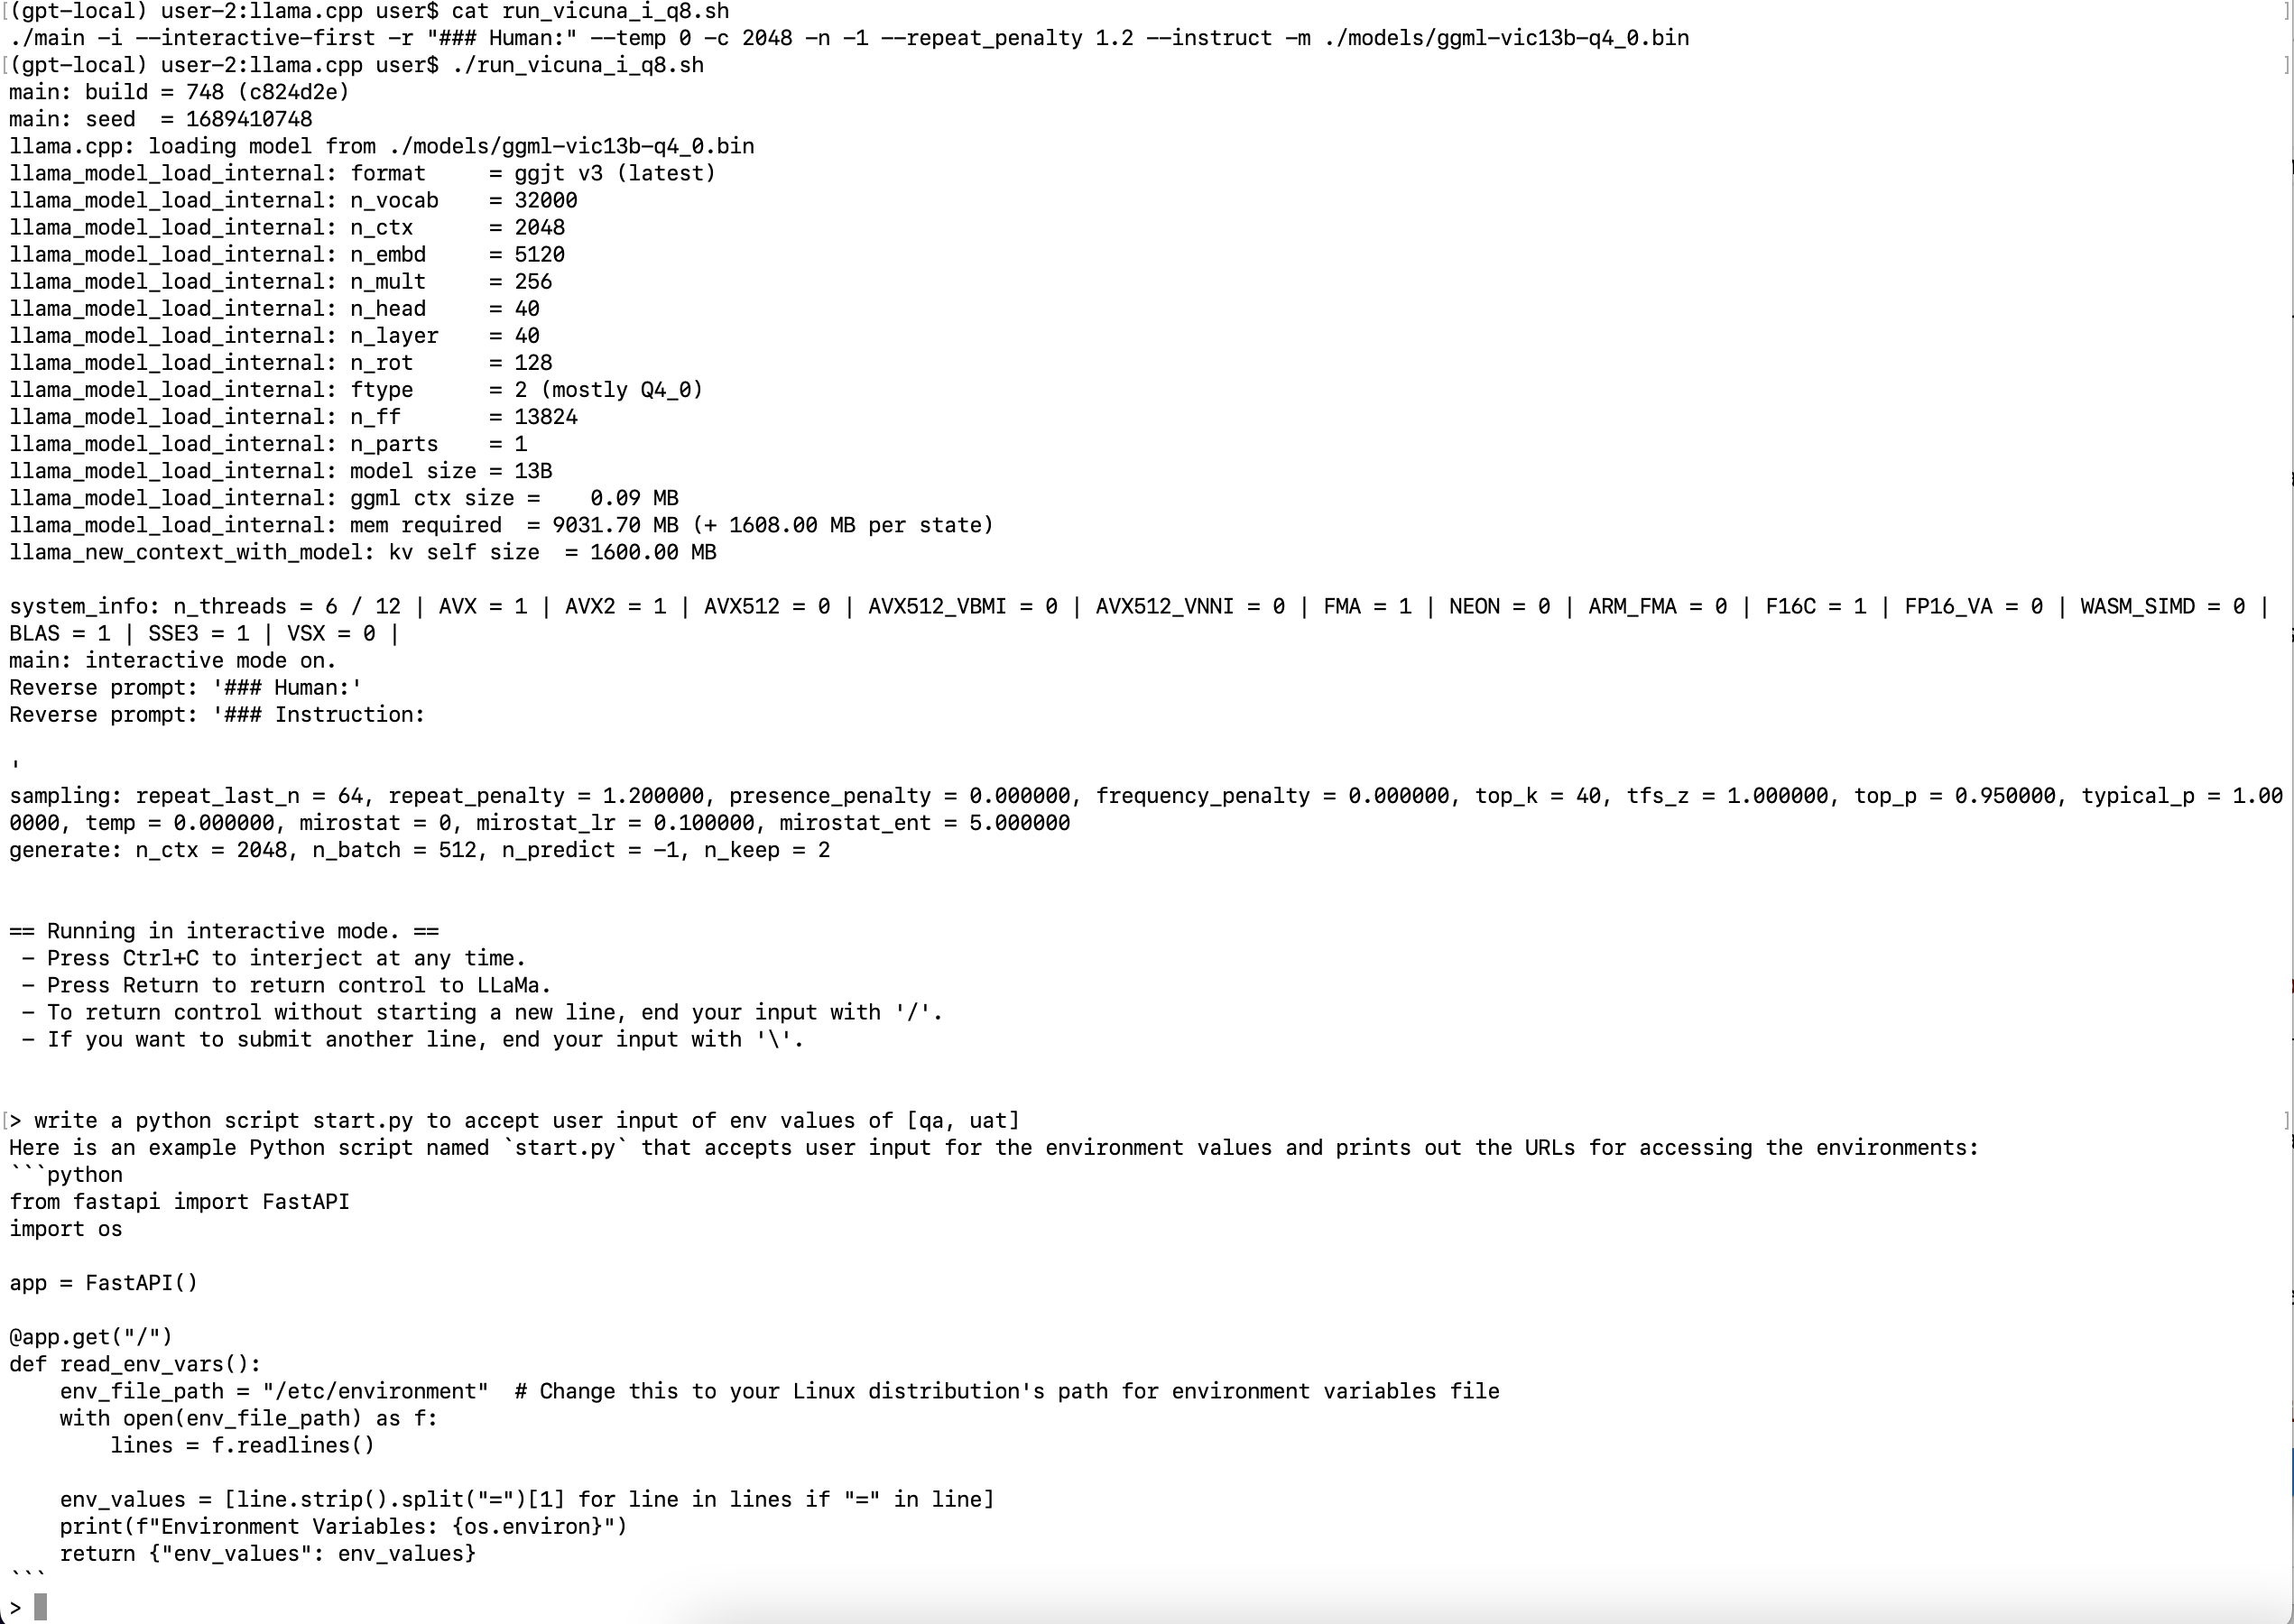 [(gpt-local) user-2:llama.cpp user$ cat run_vicuna_i_q8.sh ]
./main -i --interactive-first -r "### Human:" --temp 0 -c 2048 -n -1 --repeat_penalty 1.2 --instruct -m ./models/ggml-vic13b-q4_0.bin
[(gpt-local) user-2:llama.cpp user$ ./run_vicuna_i_q8.sh ]
main: build = 748 (c824d2e)
main: seed  = 1689410748
llama.cpp: loading model from ./models/ggml-vic13b-q4_0.bin
llama_model_load_internal: format     = ggjt v3 (latest)
llama_model_load_internal: n_vocab    = 32000
llama_model_load_internal: n_ctx      = 2048
llama_model_load_internal: n_embd     = 5120
llama_model_load_internal: n_mult     = 256
llama_model_load_internal: n_head     = 40
llama_model_load_internal: n_layer    = 40
llama_model_load_internal: n_rot      = 128
llama_model_load_internal: ftype      = 2 (mostly Q4_0)
llama_model_load_internal: n_ff       = 13824
llama_model_load_internal: n_parts    = 1
llama_model_load_internal: model size = 13B
llama_model_load_internal: ggml ctx size =    0.09 MB
llama_model_load_internal: mem required  = 9031.70 MB (+ 1608.00 MB per state)
llama_new_context_with_model: kv self size  = 1600.00 MB

system_info: n_threads = 6 / 12 | AVX = 1 | AVX2 = 1 | AVX512 = 0 | AVX512_VBMI = 0 | AVX512_VNNI = 0 | FMA = 1 | NEON = 0 | ARM_FMA = 0 | F16C = 1 | FP16_VA = 0 | WASM_SIMD = 0 |
BLAS = 1 | SSE3 = 1 | VSX = 0 |
main: interactive mode on.
Reverse prompt: '### Human:'
Reverse prompt: '### Instruction:

'
sampling: repeat_last_n = 64, repeat_penalty = 1.200000, presence_penalty = 0.000000, frequency_penalty = 0.000000, top_k = 40, tfs_z = 1.000000, top_p = 0.950000, typical_p = 1.00
0000, temp = 0.000000, mirostat = 0, mirostat_lr = 0.100000, mirostat_ent = 5.000000
generate: n_ctx = 2048, n_batch = 512, n_predict = -1, n_keep = 2


== Running in interactive mode. ==
 - Press Ctrl+C to interject at any time.
 - Press Return to return control to LLaMa.
 - To return control without starting a new line, end your input with '/'.
 - If you want to submit another line, end your input with '\'.


[> write a python script start.py to accept user input of env values of [qa, uat] ]
Here is an example Python script named `start.py` that accepts user input for the environment values and prints out the URLs for accessing the environments:
```python
from fastapi import FastAPI
import os

app = FastAPI()

@app.get("/")
def read_env_vars():
    env_file_path = "/etc/environment"  # Change this to your Linux distribution's path for environment variables file
    with open(env_file_path) as f:
        lines = f.readlines()

    env_values = [line.strip().split("=")[1] for line in lines if "=" in line]
    print(f"Environment Variables: {os.environ}")
    return {"env_values": env_values}
```
>